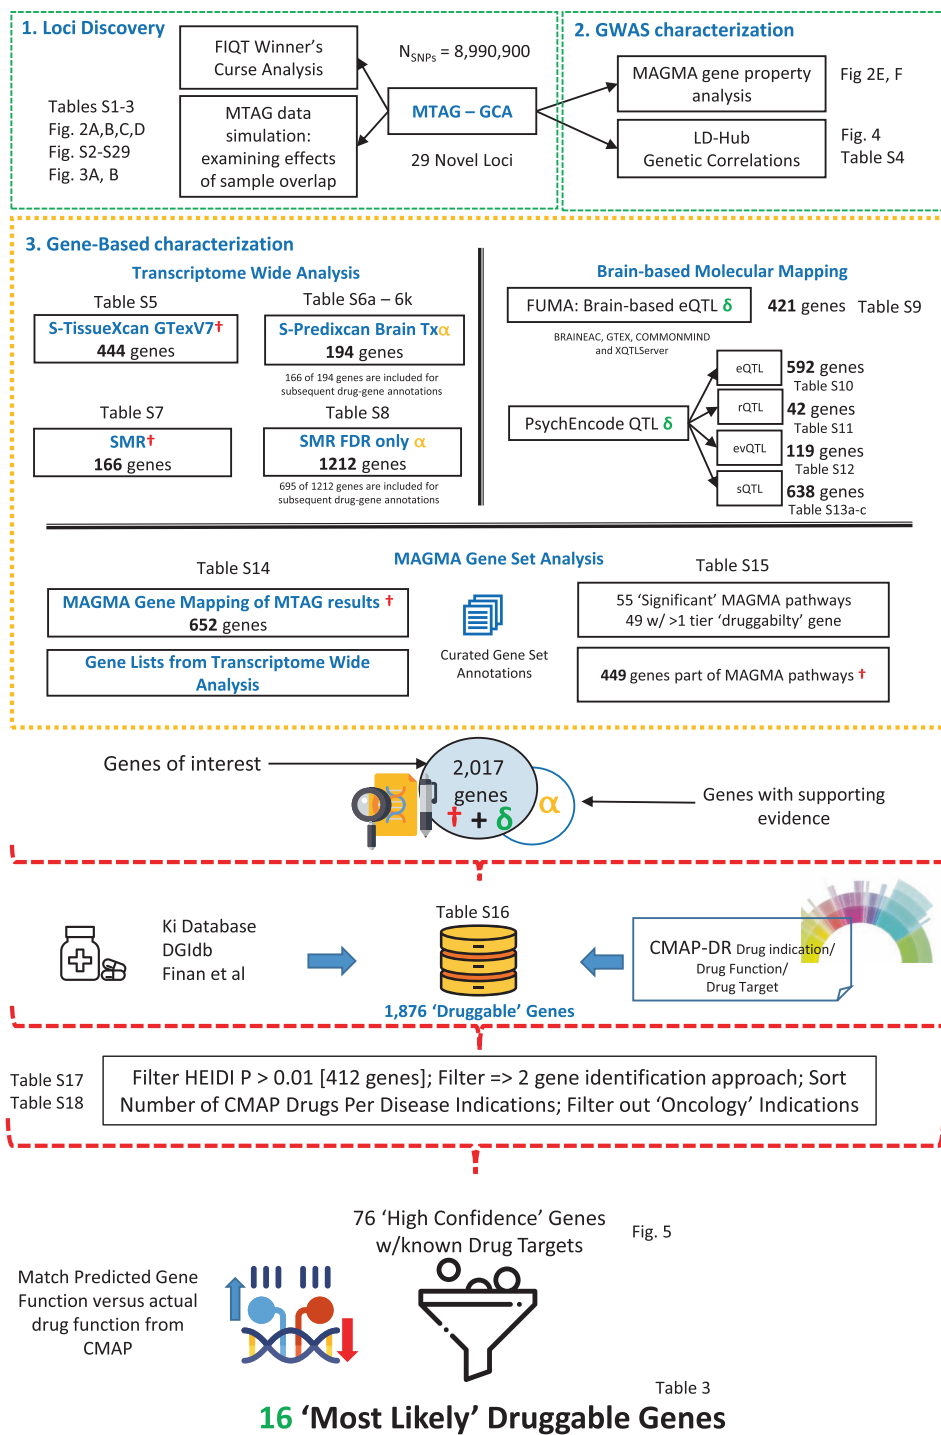 1. Loci Discovery
FIQT Winner's
Curse Analysis
N_SNPs = 8,990,900
Tables S1-3
Fig. 2A,B,C,D
Fig. S2-S29
Fig. 3A, B
MTAG data
simulation:
examining effects
of sample overlap
MTAG – GCA
29 Novel Loci
2. GWAS characterization
MAGMA gene property
analysis
Fig 2E, F
LD-Hub
Genetic Correlations
Fig. 4
Table S4
3. Gene-Based characterization
Transcriptome Wide Analysis
Table S5
S-TissueXcan GTexV7†
444 genes
Table S6a – 6k
S-Predixcan Brain Txα
194 genes
166 of 194 genes are included for
subsequent drug-gene annotations
Table S7
SMR†
166 genes
Table S8
SMR FDR only α
1212 genes
695 of 1212 genes are included for
subsequent drug-gene annotations
Brain-based Molecular Mapping
FUMA: Brain-based eQTL δ
421 genes
Table S9
BRAINEAC, GTEX, COMMONMIND
and XQTLServer
PsychEncode QTL δ
eQTL
592 genes
Table S10
rQTL
42 genes
Table S11
evQTL
119 genes
Table S12
sQTL
638 genes
Table S13a-c
MAGMA Gene Set Analysis
Table S14
MAGMA Gene Mapping of MTAG results †
652 genes
Gene Lists from Transcriptome Wide
Analysis
Curated Gene Set
Annotations
Table S15
55 'Significant' MAGMA pathways
49 w/ >1 tier 'druggabilty' gene
449 genes part of MAGMA pathways †
Genes of interest
2,017
genes
† + δ
α
Genes with supporting
evidence
Ki Database
DGIdb
Finan et al
Table S16
1,876 'Druggable' Genes
CMAP-DR Drug indication/
Drug Function/
Drug Target
Table S17
Table S18
Filter HEIDI P > 0.01 [412 genes]; Filter => 2 gene identification approach; Sort
Number of CMAP Drugs Per Disease Indications; Filter out 'Oncology' Indications
76 'High Confidence' Genes
w/known Drug Targets
Fig. 5
Match Predicted Gene
Function versus actual
drug function from
CMAP
Table 3
16 'Most Likely' Druggable Genes